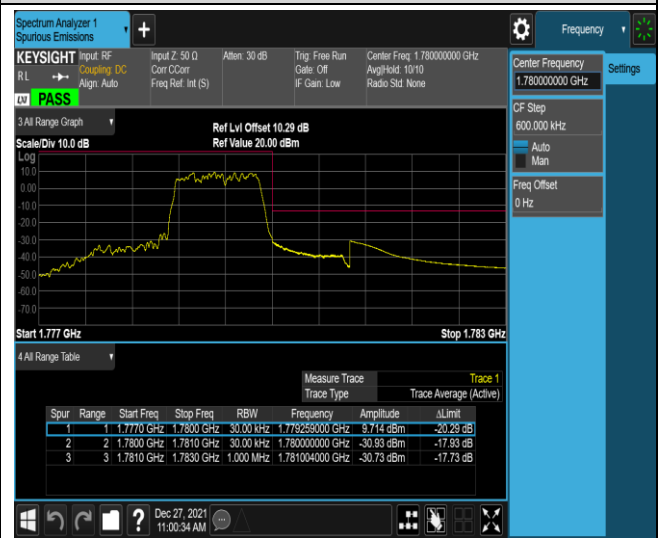 Spectrum Analyzer 1
Spurious Emissions
Frequency
KEYSIGHT
RL
Input: RF
Coupling: DC
Align: Auto
Input Z: 50 Ω
Corr CCorr
Freq Ref: Int (S)
Atten: 30 dB
Trig: Free Run
Gate: Off
IF Gain: Low
Center Freq: 1.780000000 GHz
Avg|Hold: 10/10
Radio Std: None
LXI PASS
Center Frequency
1.780000000 GHz
Settings
CF Step
600.000 kHz
Auto
Man
Freq Offset
0 Hz
3 All Range Graph
Scale/Div 10.0 dB
Ref Lvl Offset 10.29 dB
Ref Value 20.00 dBm
Log
10.0
0.00
-10.0
-20.0
-30.0
-40.0
-50.0
-60.0
-70.0
Start 1.777 GHz Stop 1.783 GHz
4 All Range Table
Measure Trace Trace 1
Trace Type Trace Average (Active)
Spur Range Start Freq Stop Freq RBW Frequency Amplitude ΔLimit
1 1 1.7770 GHz 1.7800 GHz 30.00 kHz 1.779259000 GHz 9.714 dBm -20.29 dB
2 2 1.7800 GHz 1.7810 GHz 30.00 kHz 1.780000000 GHz -30.93 dBm -17.93 dB
3 3 1.7810 GHz 1.7830 GHz 1.000 MHz 1.781004000 GHz -30.73 dBm -17.73 dB
Dec 27, 2021
11:00:34 AM